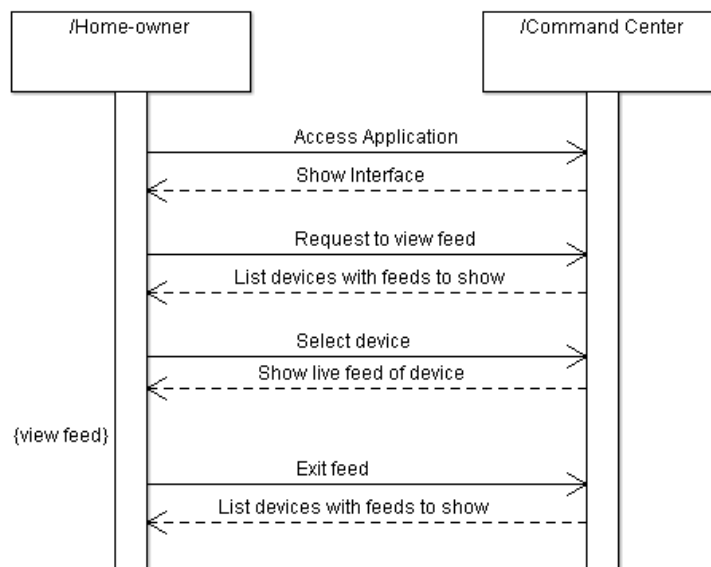 /Home-owner
/Command Center
Access Application
Show Interface
Request to view feed
List devices with feeds to show
Select device
Show live feed of device
{view feed}
Exit feed
List devices with feeds to show